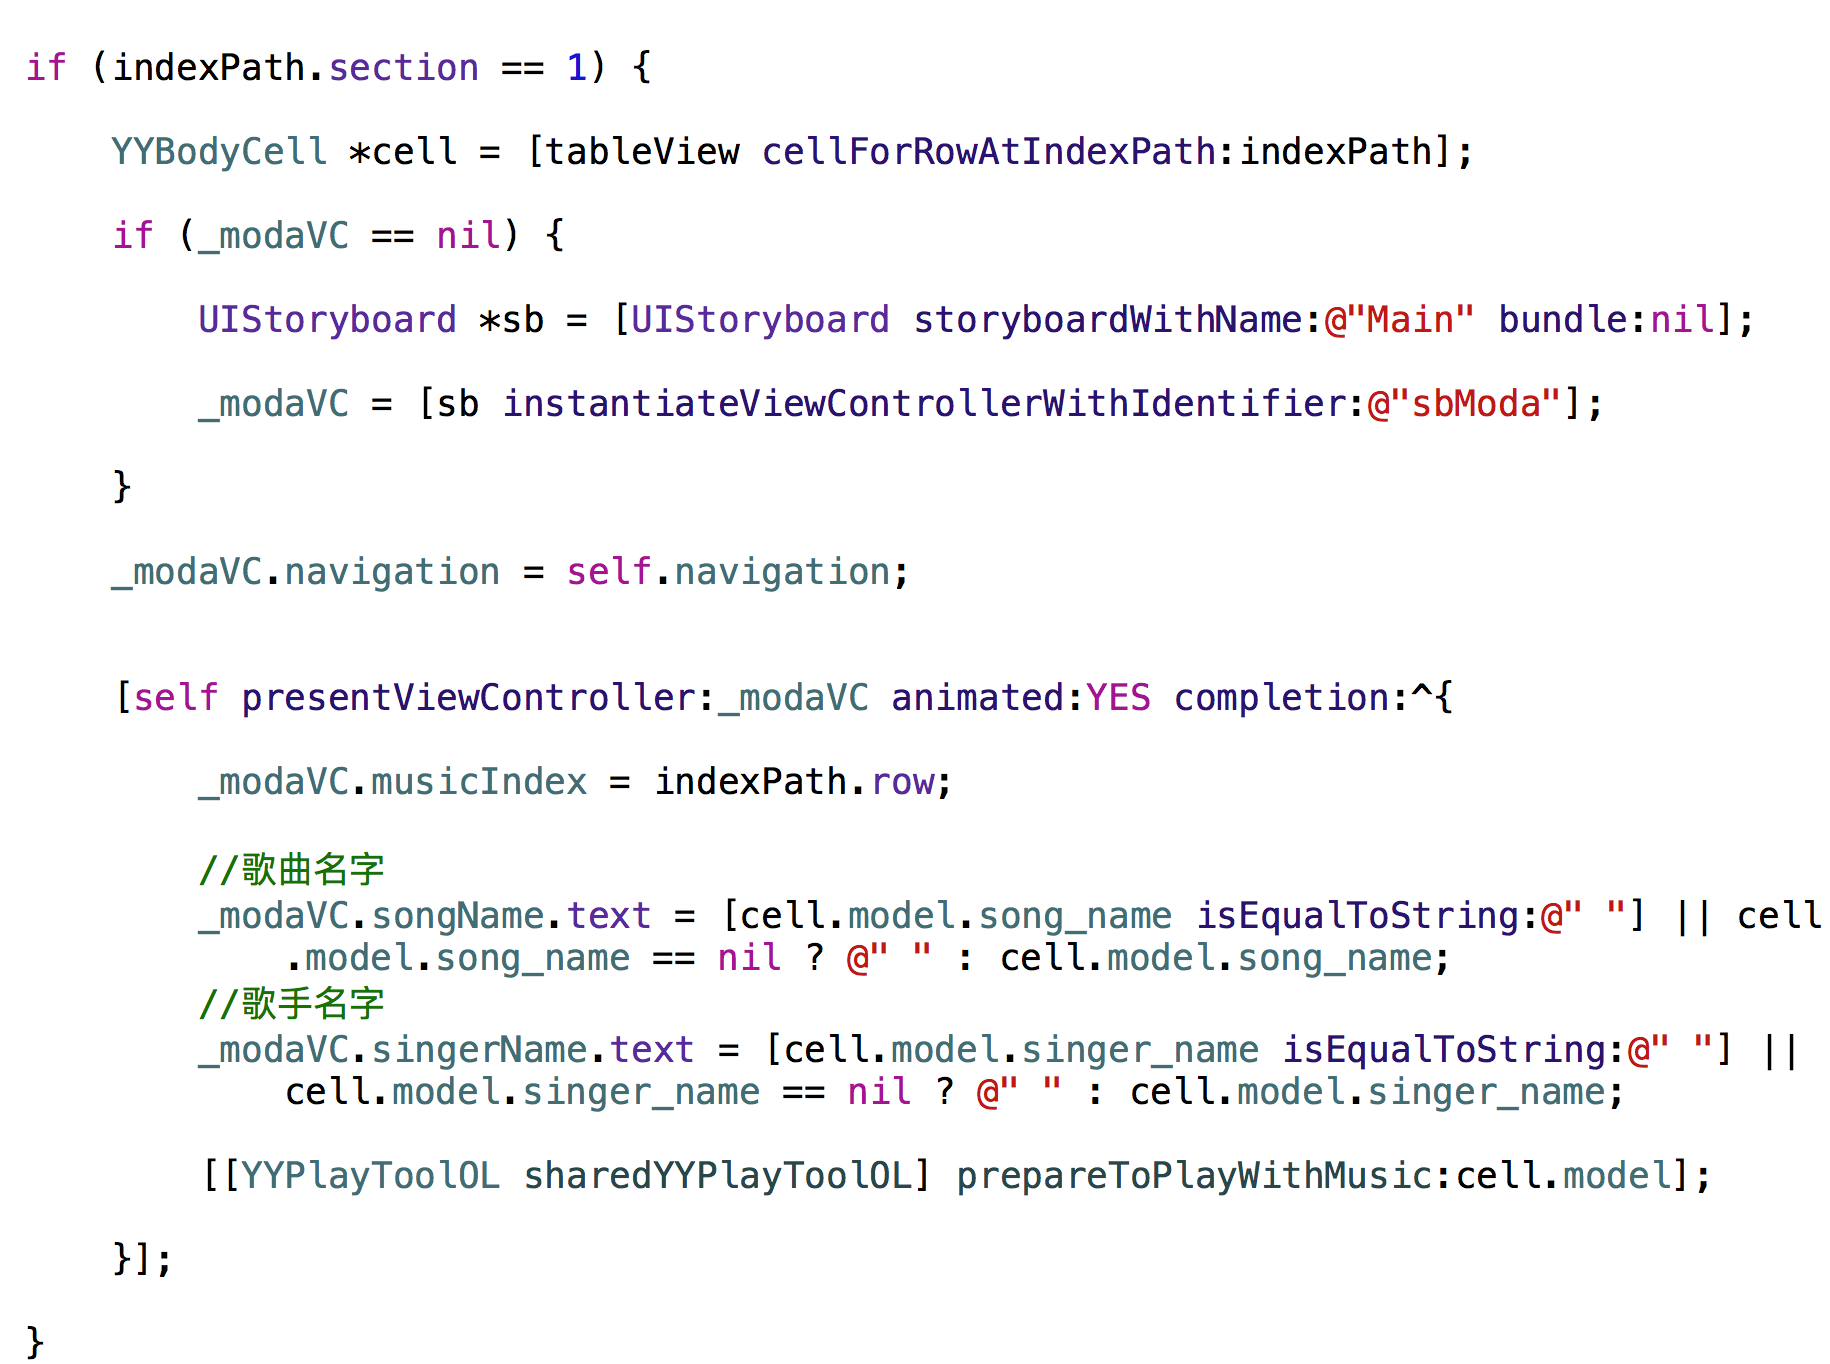 if (indexPath.section == 1) {
YYBodyCell *cell = [tableView cellForRowAtIndexPath:indexPath];
if (_modaVC == nil) {
UIStoryboard *sb = [UIStoryboard storyboardWithName:@"Main" bundle:nil];
_modaVC = [sb instantiateViewControllerWithIdentifier:@"sbModa"];
}
_modaVC.navigation = self.navigation;
[self presentViewController:_modaVC animated:YES completion:^{
_modaVC.musicIndex = indexPath.row;
//歌曲名字
_modaVC.songName.text = [cell.model.song_name isEqualToString:@" "] || cell
.model.song_name == nil ? @" " : cell.model.song_name;
//歌手名字
_modaVC.singerName.text = [cell.model.singer_name isEqualToString:@" "] ||
cell.model.singer_name == nil ? @" " : cell.model.singer_name;
[[YYPlayToolOL sharedYYPlayToolOL] prepareToPlayWithMusic:cell.model];
}];
}